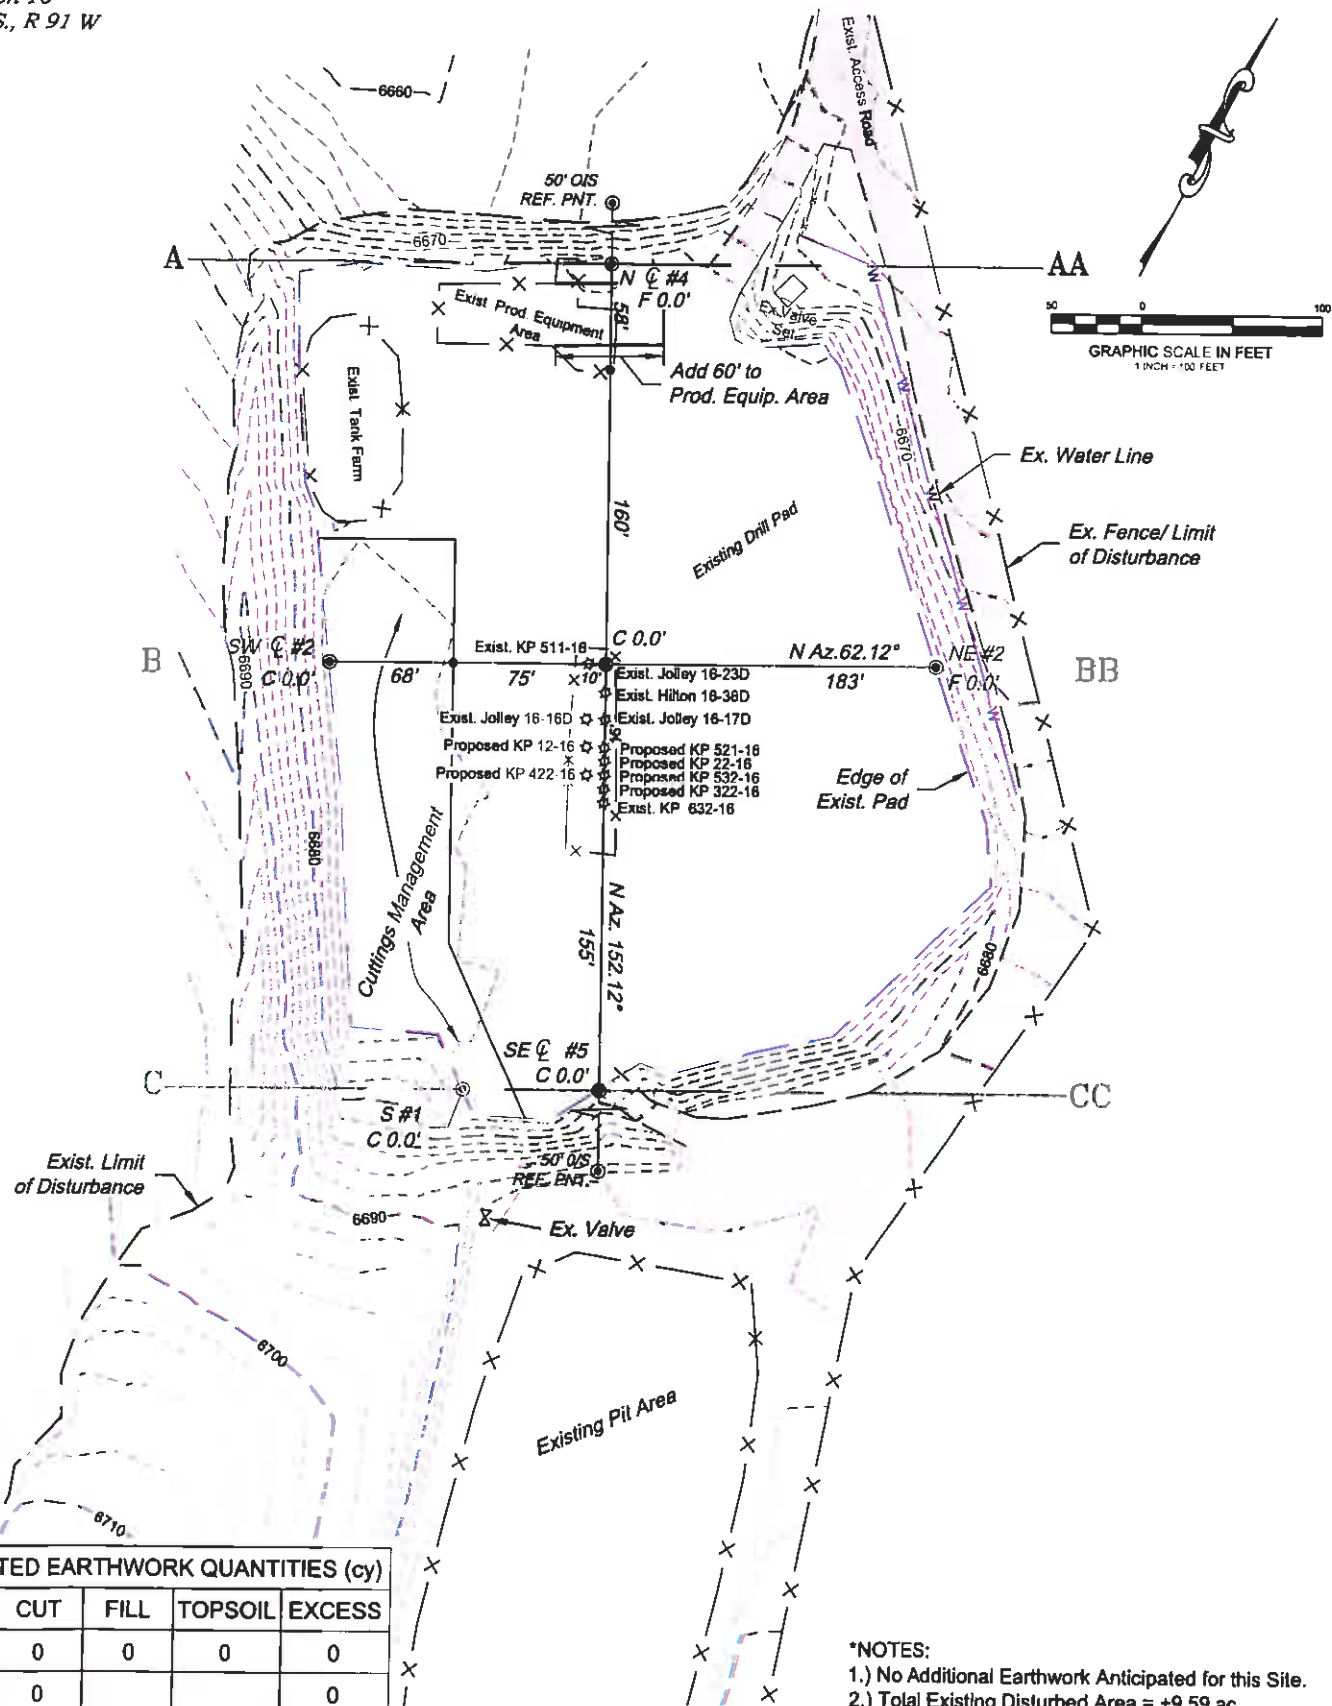 S., R 91 W
6660
Exist. Access Road
50' O/S
REF. PNT.
6670
A
AA
N ℄ #4
F 0.0'
58'
Exist Prod. Equipment
Area
Ex. Valve
Set
50
0
100
GRAPHIC SCALE IN FEET
1 INCH = 100 FEET
Add 60' to
Prod. Equip. Area
Exist. Tank Farm
6670
W
W
W
W
W
Ex. Water Line
160'
Existing Drill Pad
Ex. Fence/ Limit
of Disturbance
B
SW ℄ #2
C 0.0'
6690
68'
75'
10'
Exist. KP 511-16
C 0.0'
N Az.62.12°
183'
NE #2
F 0.0'
BB
Exist. Jolley 16-23D
Exist. Hilton 16-38D
Exist. Jolley 16-16D
Exist. Jolley 16-17D
Proposed KP 12-16
Proposed KP 521-16
Proposed KP 22-16
Proposed KP 422-16
Proposed KP 532-16
Proposed KP 322-16
Exist. KP 632-16
Edge of
Exist. Pad
6680
Cuttings Management
Area
N Az. 152.12°
155'
6680
SE ℄ #5
C 0.0'
C
CC
S #1
C 0.0'
50' 0/S
REF. PNT.
Exist. Limit
of Disturbance
6690
Ex. Valve
6700
Existing Pit Area
6710
TED EARTHWORK QUANTITIES (cy)
CUT FILL TOPSOIL EXCESS
0 0 0 0
0 0
*NOTES:
1.) No Additional Earthwork Anticipated for this Site.
2.) Total Existing Disturbed Area = ±9.59 ac.